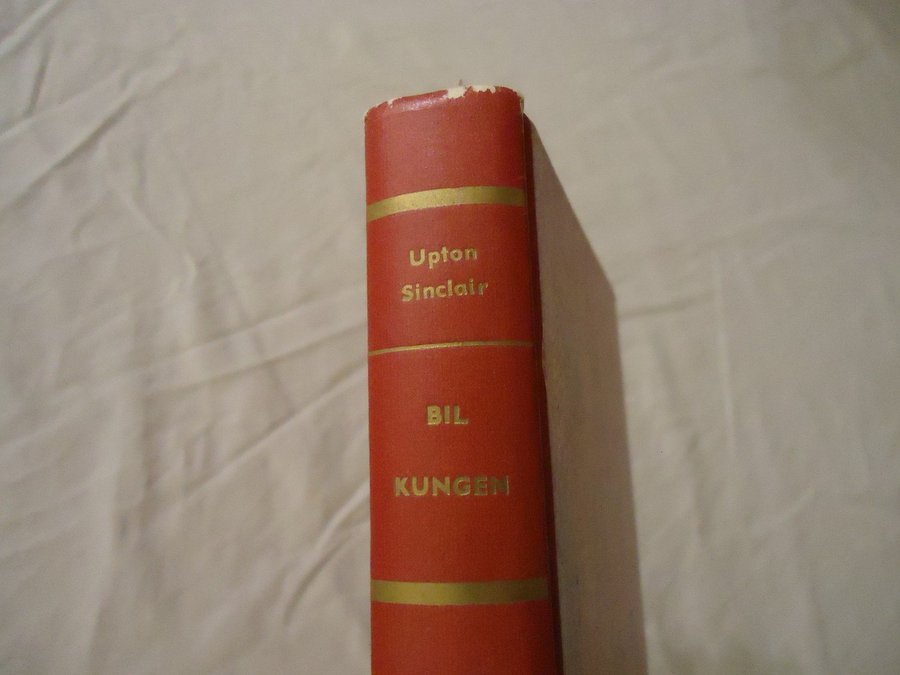 Upton
Sinclair
BIL
KUNGEN